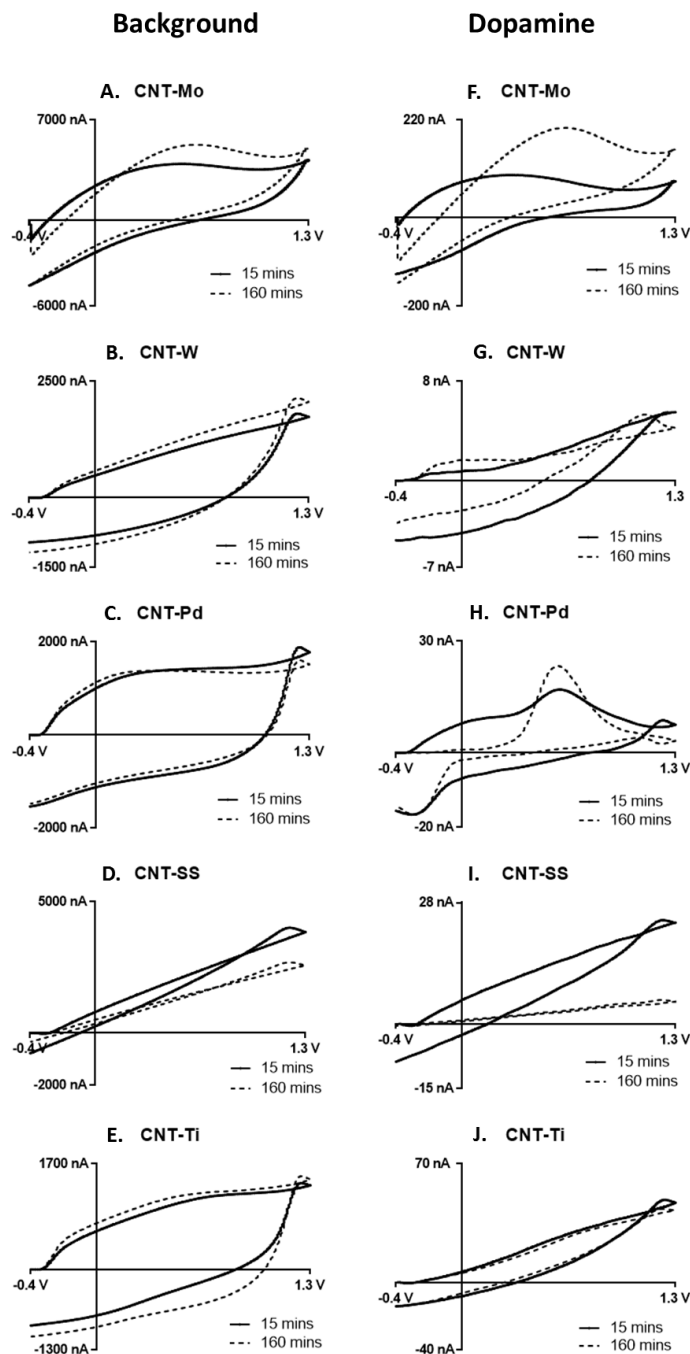 Background
Dopamine
A. CNT-Mo
7000 nA
-0.4 V
1.3 V
15 mins
160 mins
-6000 nA
F. CNT-Mo
220 nA
-0.4 V
1.3 V
15 mins
160 mins
-200 nA
B. CNT-W
2500 nA
-0.4 V
1.3 V
15 mins
160 mins
-1500 nA
G. CNT-W
8 nA
-0.4
1.3
15 mins
160 mins
-7 nA
C. CNT-Pd
2000 nA
-0.4 V
1.3 V
15 mins
160 mins
-2000 nA
H. CNT-Pd
30 nA
-0.4 V
1.3 V
15 mins
160 mins
-20 nA
D. CNT-SS
5000 nA
-0.4 V
1.3 V
15 mins
160 mins
-2000 nA
I. CNT-SS
28 nA
-0.4 V
1.3 V
15 mins
160 mins
-15 nA
E. CNT-Ti
1700 nA
-0.4 V
1.3 V
15 mins
160 mins
-1300 nA
J. CNT-Ti
70 nA
-0.4 V
1.3 V
15 mins
160 mins
-40 nA